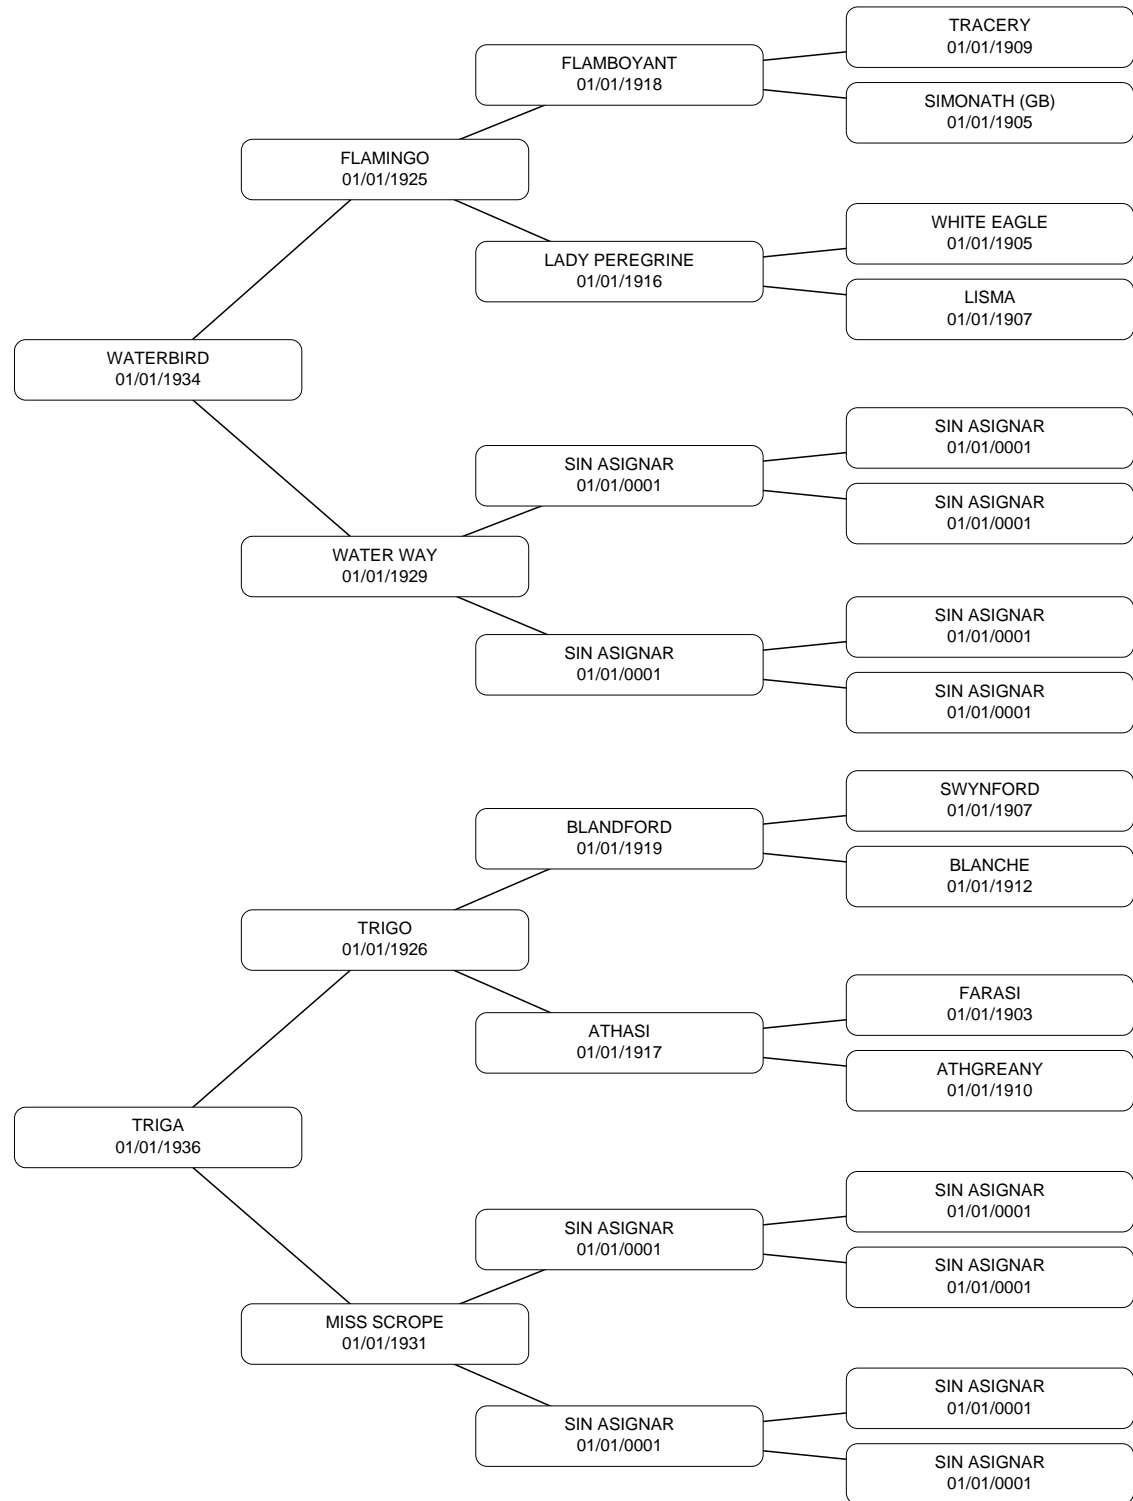 TRACERY
01/01/1909
FLAMBOYANT
01/01/1918
SIMONATH (GB)
01/01/1905
FLAMINGO
01/01/1925
WHITE EAGLE
01/01/1905
LADY PEREGRINE
01/01/1916
LISMA
01/01/1907
WATERBIRD
01/01/1934
SIN ASIGNAR
01/01/0001
SIN ASIGNAR
01/01/0001
SIN ASIGNAR
01/01/0001
WATER WAY
01/01/1929
SIN ASIGNAR
01/01/0001
SIN ASIGNAR
01/01/0001
SIN ASIGNAR
01/01/0001
SWYNFORD
01/01/1907
BLANDFORD
01/01/1919
BLANCHE
01/01/1912
TRIGO
01/01/1926
FARASI
01/01/1903
ATHASI
01/01/1917
ATHGREANY
01/01/1910
TRIGA
01/01/1936
SIN ASIGNAR
01/01/0001
SIN ASIGNAR
01/01/0001
SIN ASIGNAR
01/01/0001
MISS SCROPE
01/01/1931
SIN ASIGNAR
01/01/0001
SIN ASIGNAR
01/01/0001
SIN ASIGNAR
01/01/0001